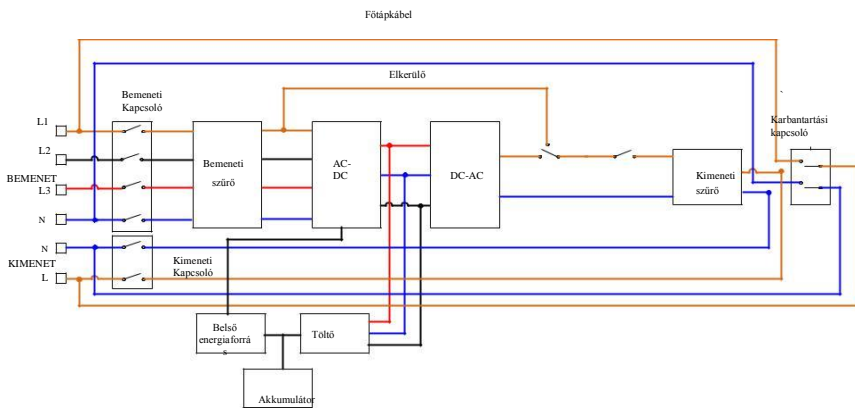 Főtápkábel
Elkerülő
Bemeneti
Kapcsoló
Karbantartási
kapcsoló
L1
L2
BEMENET
L3
N
N
KIMENET
L
Bemeneti
szűrő
AC-
DC
DC-AC
Kimeneti
szűrő
Kimeneti
Kapcsoló
Belső
energiaforrá
s
Töltő
Akkumulátor